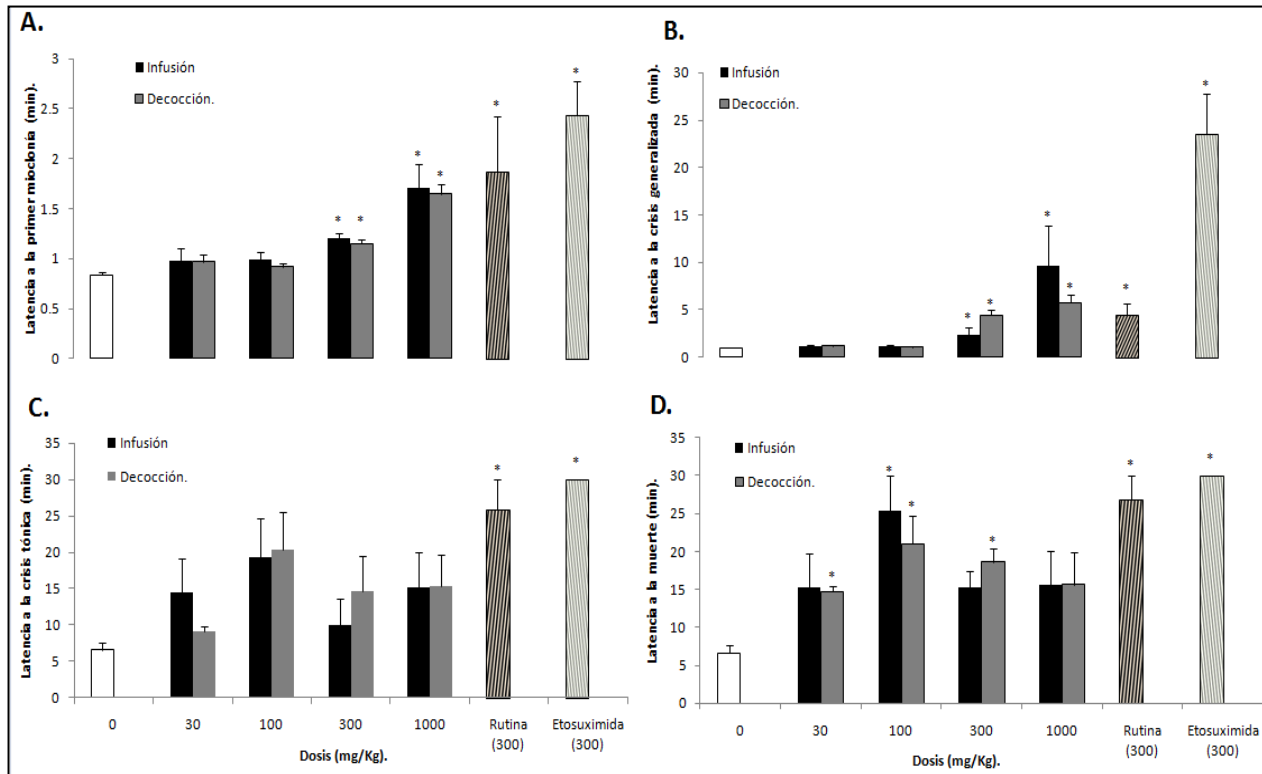 A.
Latencia a la primer mioclonía (min).
3
2.5
2
1.5
1
0.5
0
Infusión
Decocción.
* * * * * *
B.
Latencia a la crisis generalizada (min).
30
25
20
15
10
5
0
Infusión
Decocción.
* * * * * *
C.
Latencia a la crisis tónica (min).
35
30
25
20
15
10
5
0
Infusión
Decocción.
* *
0 30 100 300 1000 Rutina Etosuximida
(300) (300)
Dosis (mg/Kg).
D.
Latencia a la muerte (min).
35
30
25
20
15
10
5
0
Infusión
Decocción.
* * * * * *
0 30 100 300 1000 Rutina Etosuximida
(300) (300)
Dosis (mg/Kg).